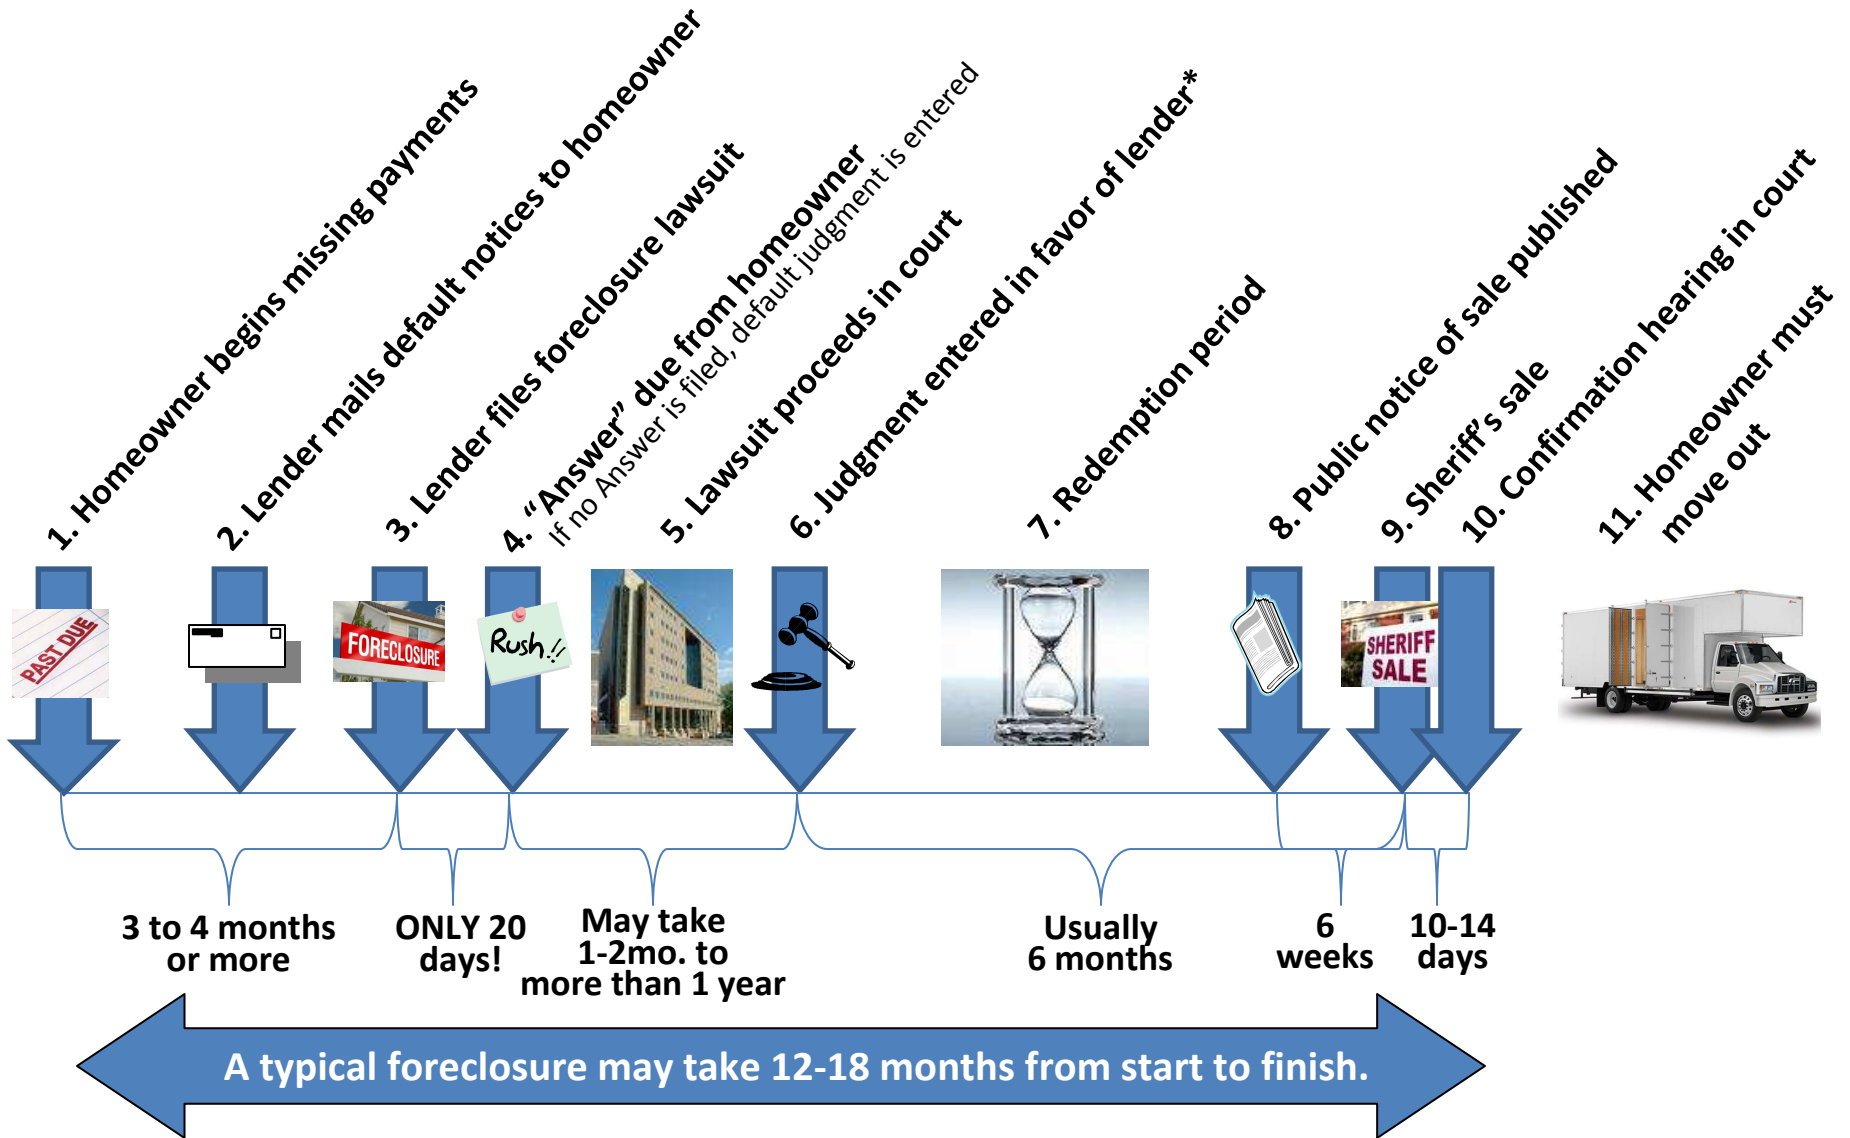 1. Homeowner begins missing payments
2. Lender mails default notices to homeowner
3. Lender files foreclosure lawsuit
4. “Answer” due from homeowner
If no Answer is filed, default judgment is entered
5. Lawsuit proceeds in court
6. Judgment entered in favor of lender*
7. Redemption period
8. Public notice of sale published
9. Sheriff’s sale
10. Confirmation hearing in court
11. Homeowner must
move out
PAST DUE
FORECLOSURE
Rush!!
SHERIFF
SALE
3 to 4 months
or more
ONLY 20
days!
May take
1-2mo. to
more than 1 year
Usually
6 months
6
weeks
10-14
days
A typical foreclosure may take 12-18 months from start to finish.